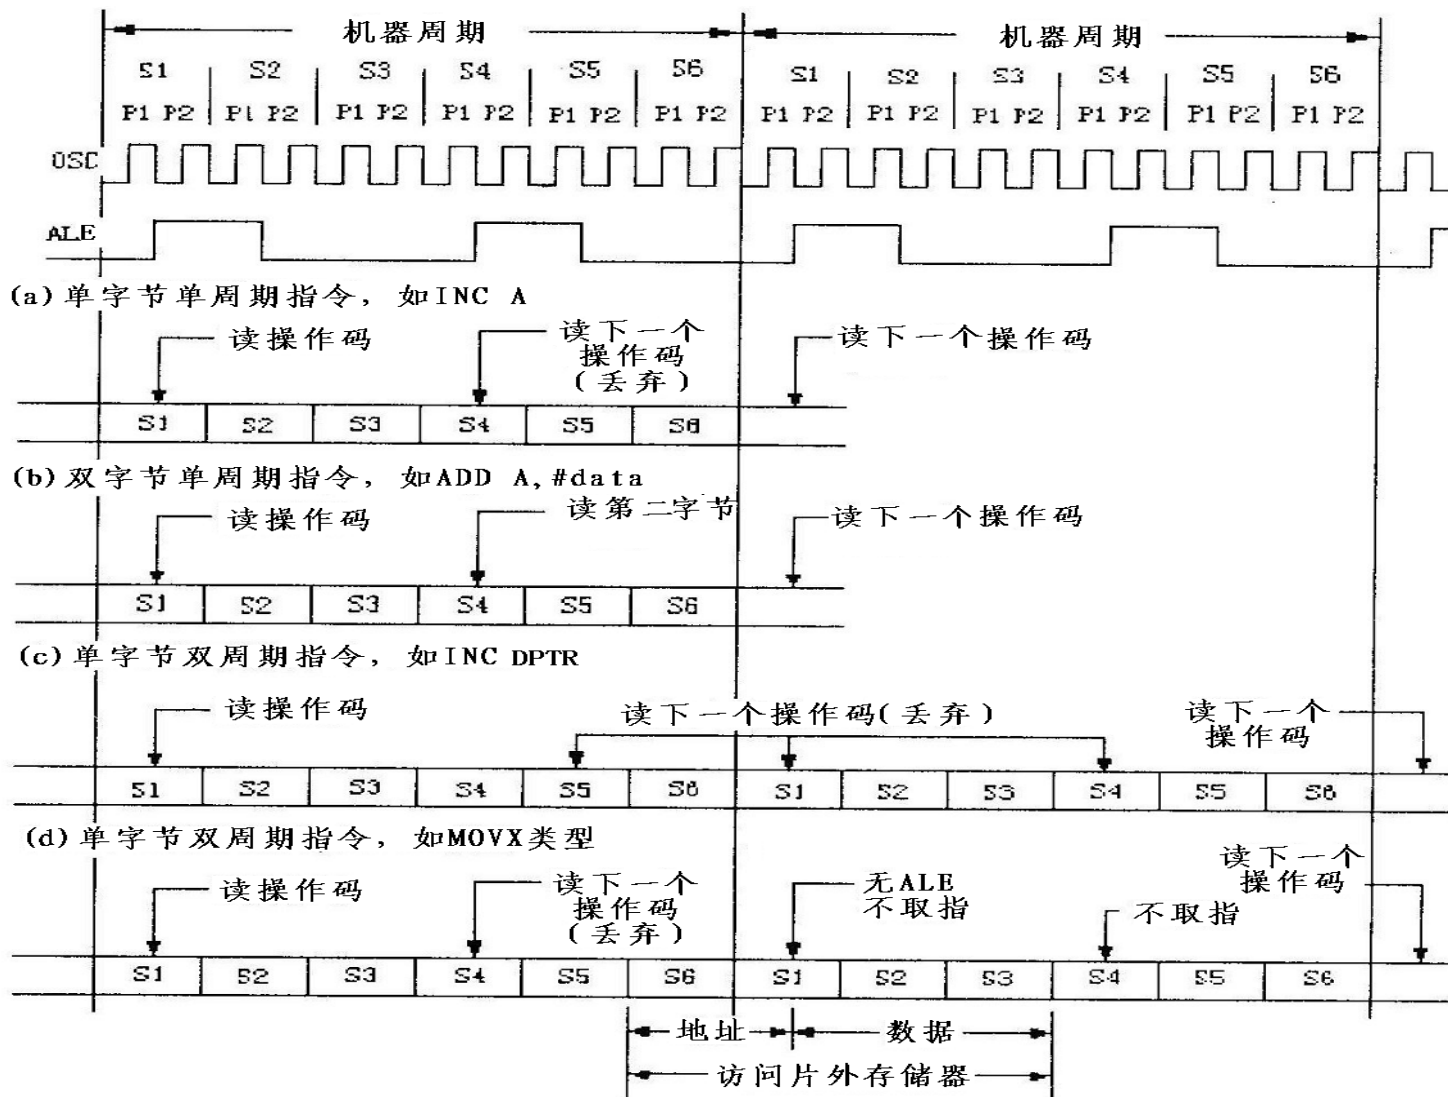 机器周期 机器周期
S1 S2 S3 S4 S5 S6 S1 S2 S3 S4 S5 S6
P1 P2 P1 P2 P1 P2 P1 P2 P1 P2 P1 P2 P1 P2 P1 P2 P1 P2 P1 P2 P1 P2 P1 P2
OSC
ALE
(a)单字节单周期指令，如INC A
读操作码 读下一个 读下一个操作码
操作码
(丢弃)
S1 S2 S3 S4 S5 S6
(b)双字节单周期指令，如ADD A,#data
读操作码 读第二字节 读下一个操作码
S1 S2 S3 S4 S5 S6
(c)单字节双周期指令，如INC DPTR
读操作码 读下一个操作码(丢弃) 读下一个
操作码
S1 S2 S3 S4 S5 S6 S1 S2 S3 S4 S5 S6
(d)单字节双周期指令，如MOVX类型
读操作码 读下一个 无ALE 读下一个
操作码 不取指 不取指 操作码
(丢弃)
S1 S2 S3 S4 S5 S6 S1 S2 S3 S4 S5 S6
地址 数据
访问片外存储器